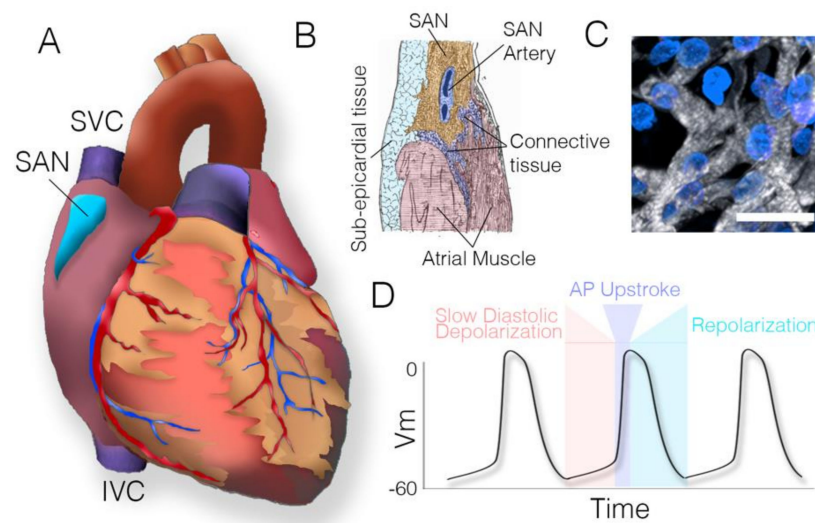 A
SVC
SAN
IVC
B
SAN
SAN
Artery
Sub-epicardial tissue
Connective
tissue
Atrial Muscle
C
D
AP Upstroke
Slow Diastolic
Depolarization
Repolarization
0
Vm
-60
Time